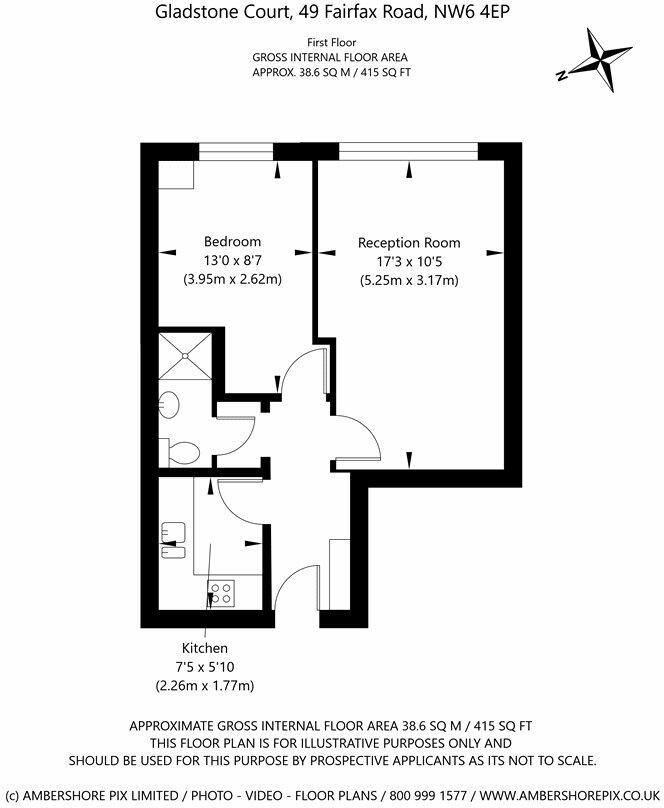 Gladstone Court, 49 Fairfax Road, NW6 4EP
First Floor
GROSS INTERNAL FLOOR AREA
APPROX. 38.6 SQ M / 415 SQ FT
N
Bedroom
13'0 x 8'7
(3.95m x 2.62m)
Reception Room
17'3 x 10'5
(5.25m x 3.17m)
Kitchen
7'5 x 5'10
(2.26m x 1.77m)
APPROXIMATE GROSS INTERNAL FLOOR AREA 38.6 SQ M / 415 SQ FT
THIS FLOOR PLAN IS FOR ILLUSTRATIVE PURPOSES ONLY AND
SHOULD BE USED FOR THIS PURPOSE BY PROSPECTIVE APPLICANTS AS ITS NOT TO SCALE.
(c) AMBERSHORE PIX LIMITED / PHOTO - VIDEO - FLOOR PLANS / 800 999 1577 / WWW.AMBERSHOREPIX.CO.UK